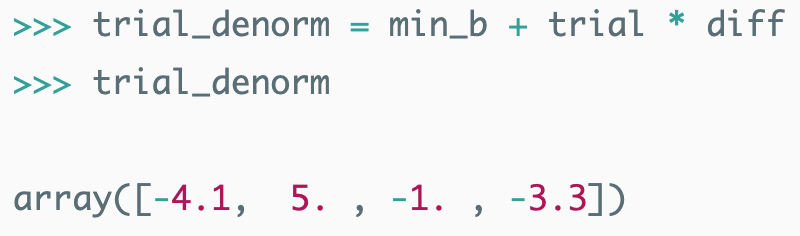 >>> trial_denorm = min_b + trial * diff
>>> trial_denorm
array([-4.1,  5. , -1. , -3.3])